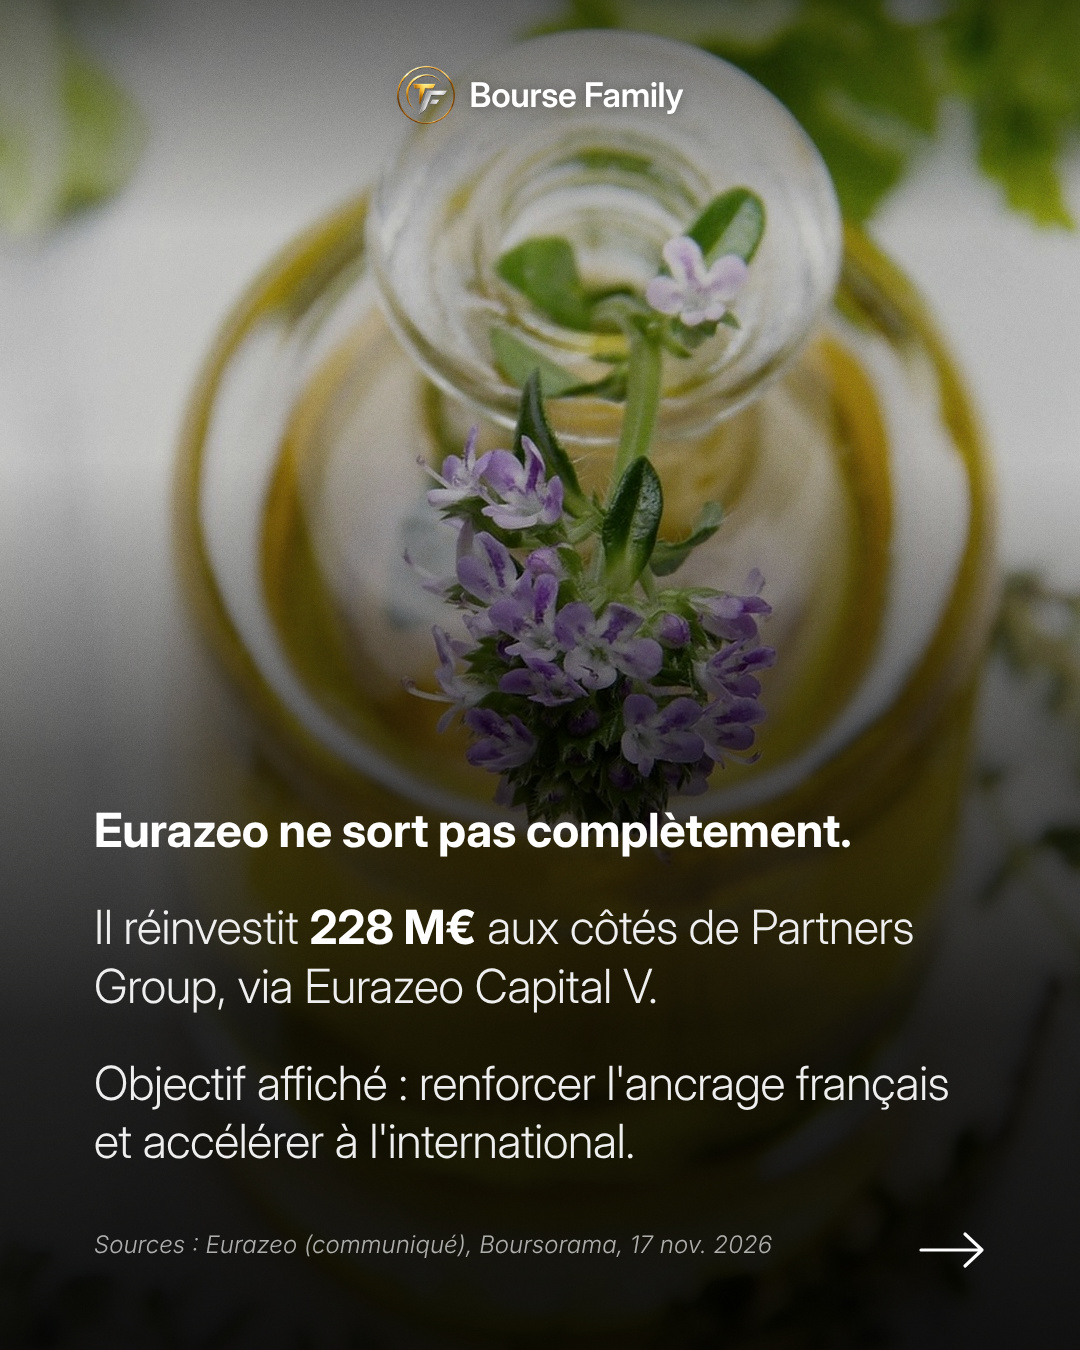 TF
Bourse Family
Eurazeo ne sort pas complètement.
Il réinvestit 228 M€ aux côtés de Partners
Group, via Eurazeo Capital V.
Objectif affiché : renforcer l'ancrage français
et accélérer à l'international.
Sources : Eurazeo (communiqué), Boursorama, 17 nov. 2026